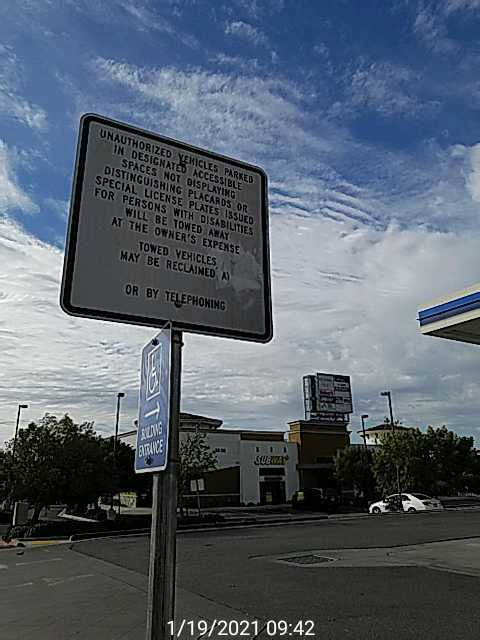 UNAUTHORIZED VEHICLES PARKED
IN DESIGNATED ACCESSIBLE
SPACES NOT DISPLAYING
DISTINGUISHING PLACARDS OR
SPECIAL LICENSE PLATES ISSUED
FOR PERSONS WITH DISABILITIES
WILL BE TOWED AWAY
AT THE OWNER'S EXPENSE
TOWED VEHICLES
MAY BE RECLAIMED AT
OR BY TELEPHONING
BUILDING
ENTRANCE
SUBWAY
1/19/2021 09:42